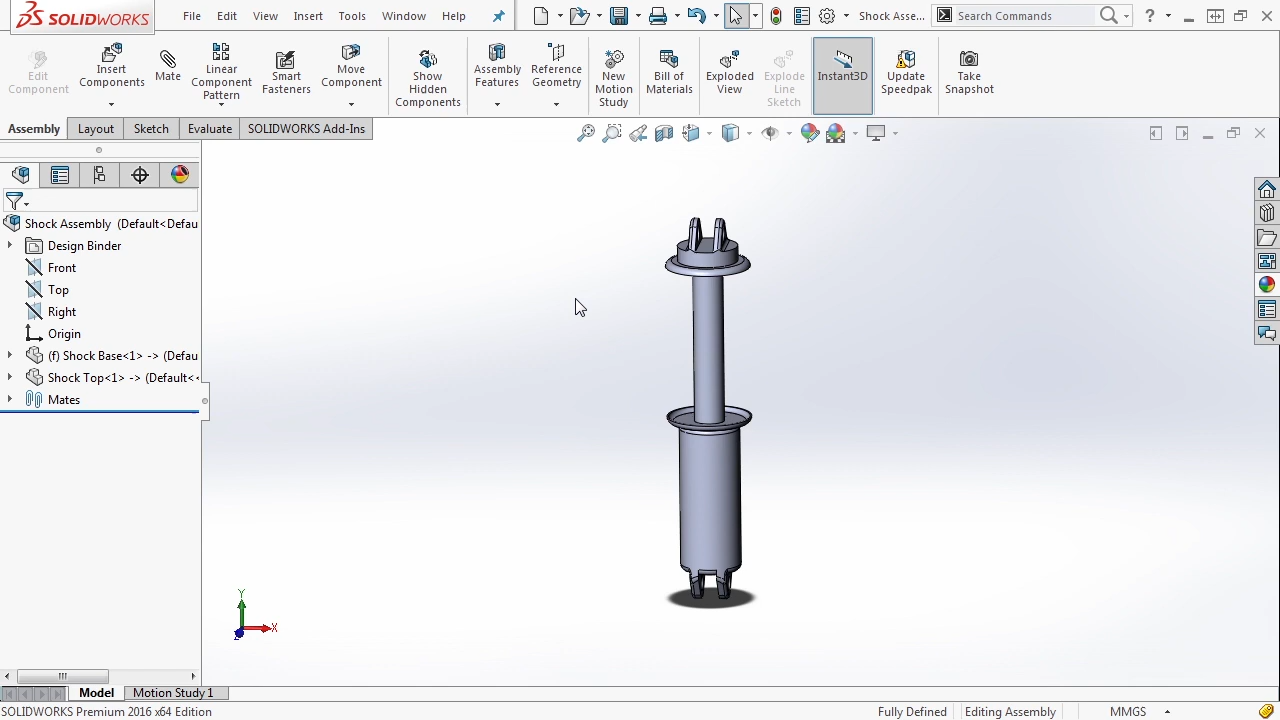 SOLIDWORKS File Edit View Insert Tools Window Help Shock Asse... Search Commands
Edit Component
Insert Components
Mate
Linear Component Pattern
Smart Fasteners
Move Component
Show Hidden Components
Assembly Features
Reference Geometry
New Motion Study
Bill of Materials
Exploded View
Explode Line Sketch
Instant3D
Update Speedpak
Take Snapshot
Assembly Layout Sketch Evaluate SOLIDWORKS Add-Ins
Shock Assembly (Default<Defau
Design Binder
Front
Top
Right
Origin
(f) Shock Base<1> -> (Defau
Shock Top<1> -> (Default<
Mates
Y
X
Z
Model Motion Study 1
SOLIDWORKS Premium 2016 x64 Edition Fully Defined Editing Assembly MMGS